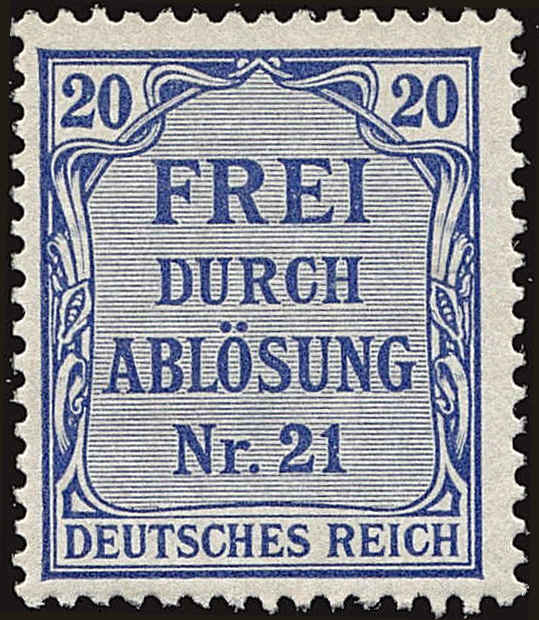 20 20
FREI
DURCH
ABLÖSUNG
Nr. 21
DEUTSCHES REICH